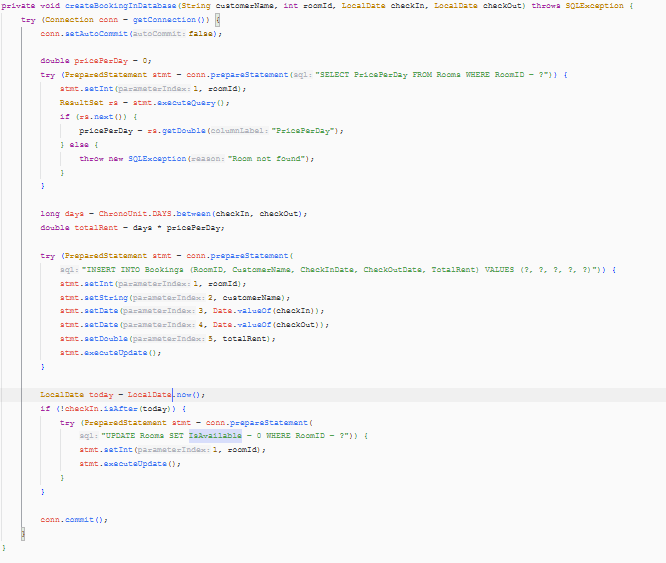 private void createBookingInDatabase(String customerName, int roomId, LocalDate checkIn, LocalDate checkOut) throws SQLException {
try (Connection conn = getConnection()) {
conn.setAutoCommit(autoCommit: false);
double pricePerDay = 0;
try (PreparedStatement stmt = conn.prepareStatement(sql: "SELECT PricePerDay FROM Rooms WHERE RoomID = ?")) {
stmt.setInt(parameterIndex: 1, roomId);
ResultSet rs = stmt.executeQuery();
if (rs.next()) {
pricePerDay = rs.getDouble(columnLabel: "PricePerDay");
} else {
throw new SQLException(reason: "Room not found");
}
}
long days = ChronoUnit.DAYS.between(checkIn, checkOut);
double totalRent = days * pricePerDay;
try (PreparedStatement stmt = conn.prepareStatement(
sql: "INSERT INTO Bookings (RoomID, CustomerName, CheckInDate, CheckOutDate, TotalRent) VALUES (?, ?, ?, ?, ?)")) {
stmt.setInt(parameterIndex: 1, roomId);
stmt.setString(parameterIndex: 2, customerName);
stmt.setDate(parameterIndex: 3, Date.valueOf(checkIn));
stmt.setDate(parameterIndex: 4, Date.valueOf(checkOut));
stmt.setDouble(parameterIndex: 5, totalRent);
stmt.executeUpdate();
}
LocalDate today = LocalDate.now();
if (!checkIn.isAfter(today)) {
try (PreparedStatement stmt = conn.prepareStatement(
sql: "UPDATE Rooms SET IsAvailable = 0 WHERE RoomID = ?")) {
stmt.setInt(parameterIndex: 1, roomId);
stmt.executeUpdate();
}
}
conn.commit();
}
}